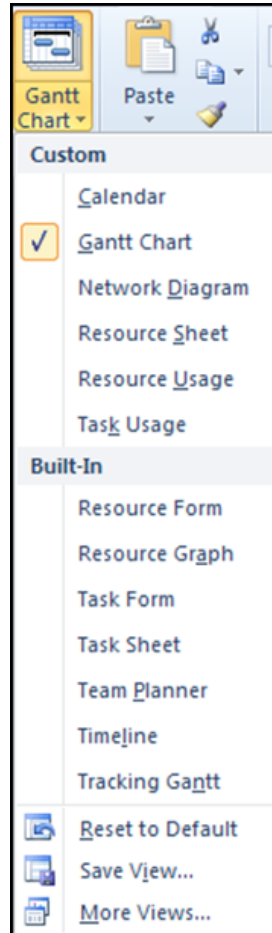 Gantt
Chart
Paste
Custom
Calendar
Gantt Chart
Network Diagram
Resource Sheet
Resource Usage
Task Usage
Built-In
Resource Form
Resource Graph
Task Form
Task Sheet
Team Planner
Timeline
Tracking Gantt
Reset to Default
Save View...
More Views...